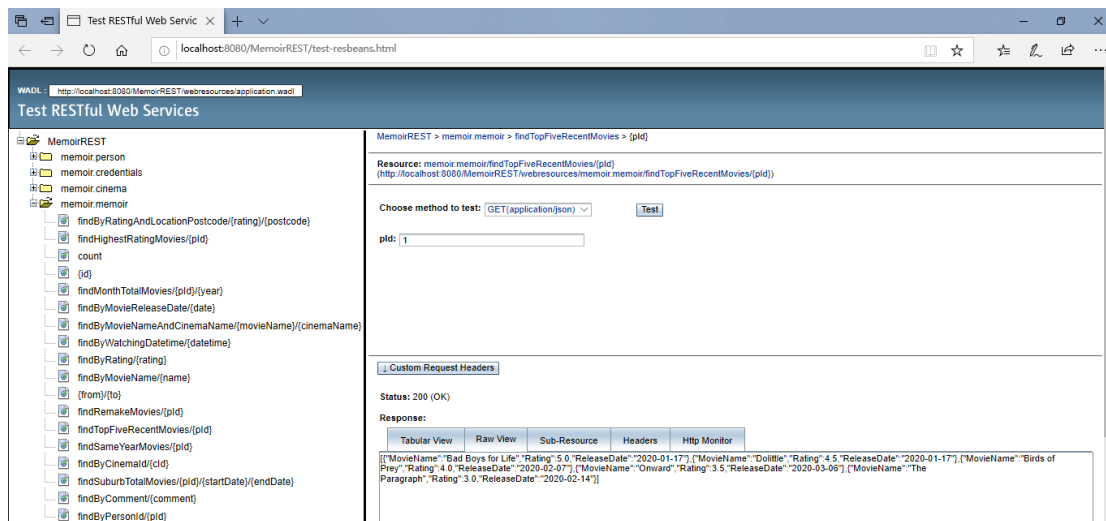 Test RESTful Web Servic
localhost:8080/MemoirREST/test-resbeans.html
WADL : http://localhost:8080/MemoirREST/webresources/application.wadl
Test RESTful Web Services
MemoirREST
memoir.person
memoir.credentials
memoir.cinema
memoir.memoir
findByRatingAndLocationPostcode/{rating}/{postcode}
findHighestRatingMovies/{pId}
count
{id}
findMonthTotalMovies/{pId}/{year}
findByMovieReleaseDate/{date}
findByMovieNameAndCinemaName/{movieName}/{cinemaName}
findByWatchingDatetime/{datetime}
findByRating/{rating}
findByMovieName/{name}
{from}/{to}
findRemakeMovies/{pId}
findTopFiveRecentMovies/{pId}
findSameYearMovies/{pId}
findByCinemaId/{cId}
findSuburbTotalMovies/{pId}/{startDate}/{endDate}
findByComment/{comment}
findByPersonId/{pId}
MemoirREST > memoir.memoir > findTopFiveRecentMovies > {pId}
Resource: memoir.memoir/findTopFiveRecentMovies/{pId}
(http://localhost:8080/MemoirREST/webresources/memoir.memoir/findTopFiveRecentMovies/{pId})
Choose method to test: GET(application/json) Test
pId: 1
↓ Custom Request Headers
Status: 200 (OK)
Response:
Tabular View Raw View Sub-Resource Headers Http Monitor
[{"MovieName":"Bad Boys for Life","Rating":5.0,"ReleaseDate":"2020-01-17"},{"MovieName":"Dolittle","Rating":4.5,"ReleaseDate":"2020-01-17"},{"MovieName":"Birds of
Prey","Rating":4.0,"ReleaseDate":"2020-02-07"},{"MovieName":"Onward","Rating":3.5,"ReleaseDate":"2020-03-06"},{"MovieName":"The
Paragraph","Rating":3.0,"ReleaseDate":"2020-02-14"}]